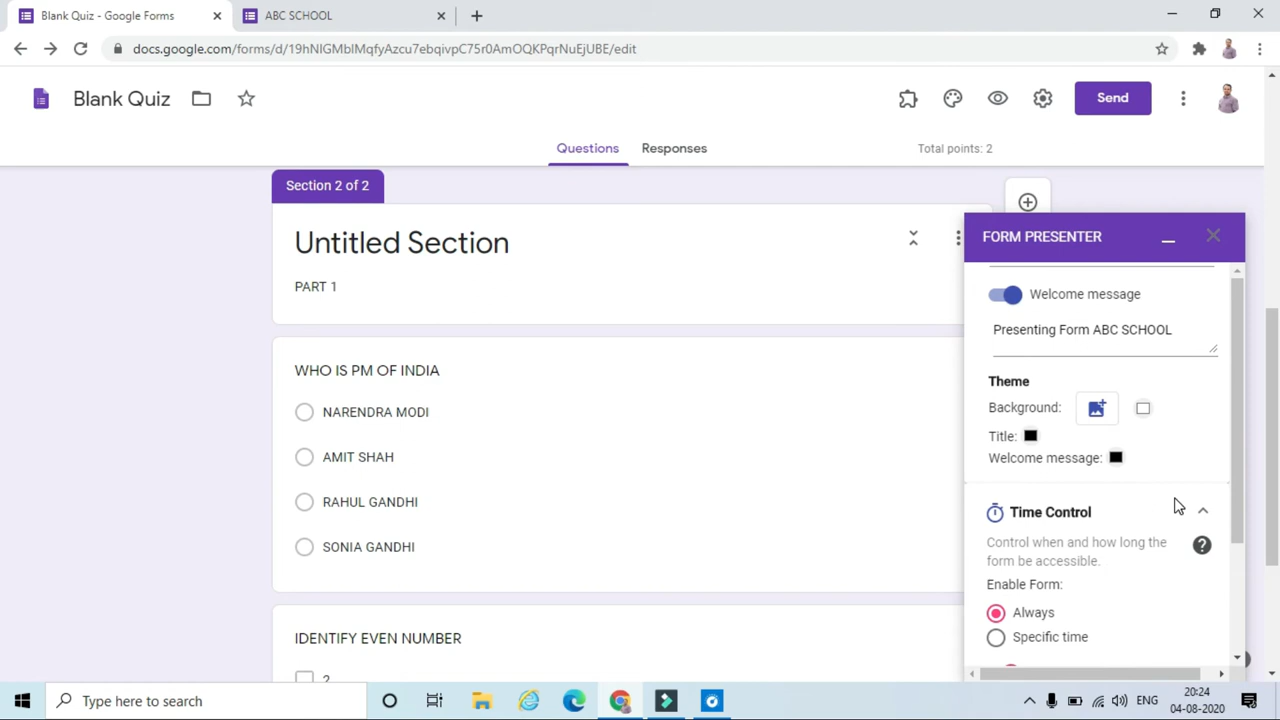 Blank Quiz - Google Forms
ABC SCHOOL
docs.google.com/forms/d/19hNIGMblMqfyAzcu7ebqivpC75r0AmOQKPqrNuEjUBE/edit
Blank Quiz
Send
Questions
Responses
Total points: 2
Section 2 of 2
Untitled Section
PART 1
WHO IS PM OF INDIA
NARENDRA MODI
AMIT SHAH
RAHUL GANDHI
SONIA GANDHI
IDENTIFY EVEN NUMBER
2
FORM PRESENTER
Welcome message
Presenting Form ABC SCHOOL
Theme
Background:
Title:
Welcome message:
Time Control
Control when and how long the
form be accessible.
Enable Form:
Always
Specific time
Type here to search
ENG
20:24
04-08-2020